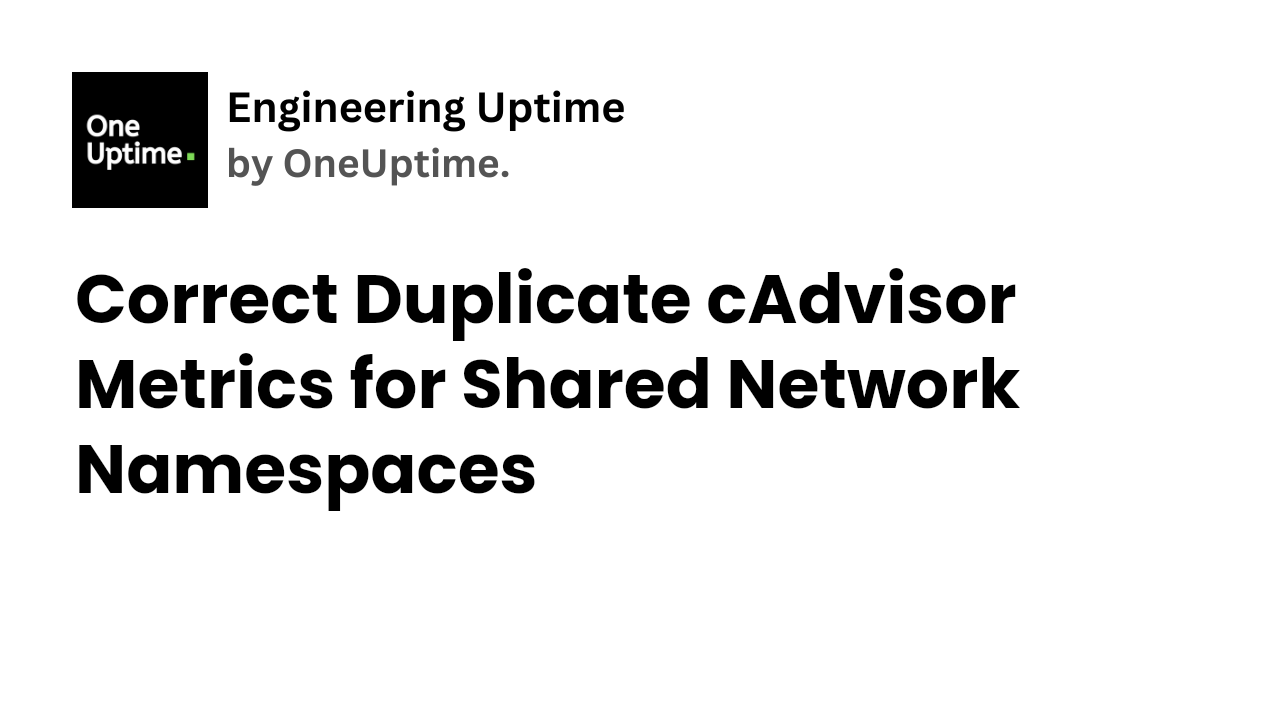 One
Uptime.
Engineering Uptime
by OneUptime.
Correct Duplicate cAdvisor
Metrics for Shared Network
Namespaces